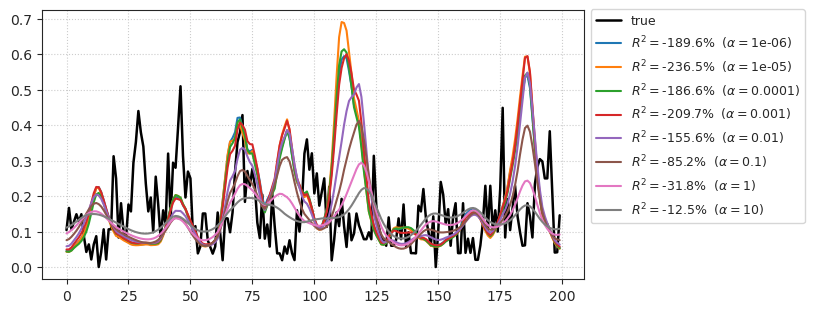 0.7
0.6
0.5
0.4
0.3
0.2
0.1
0.0
0 25 50 75 100 125 150 175 200
true
R² = -189.6% (α = 1e-06)
R² = -236.5% (α = 1e-05)
R² = -186.6% (α = 0.0001)
R² = -209.7% (α = 0.001)
R² = -155.6% (α = 0.01)
R² = -85.2% (α = 0.1)
R² = -31.8% (α = 1)
R² = -12.5% (α = 10)